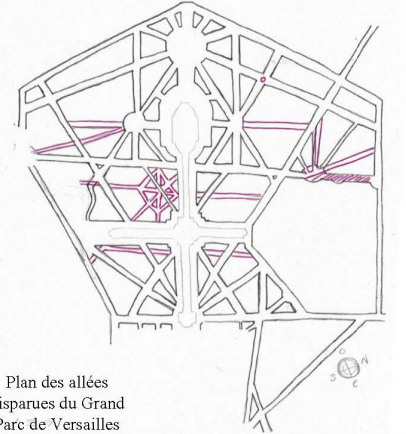 O
S N
E
Plan des allées
isparues du Grand
Parc de Versailles